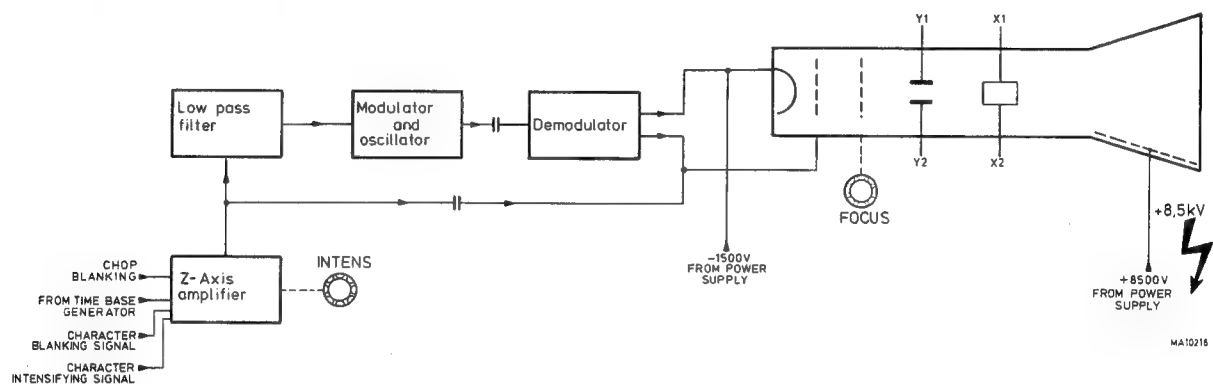 Y1
X1
Low pass
filter
Modulator
and
oscillator
Demodulator
Y2
X2
FOCUS
+8,5kV
CHOP
BLANKING
Z-Axis
amplifier
INTENS
FROM TIME BASE
GENERATOR
CHARACTER
BLANKING SIGNAL
CHARACTER
INTENSIFYING SIGNAL
-1500V
FROM POWER
SUPPLY
+8500V
FROM POWER
SUPPLY
MA10216